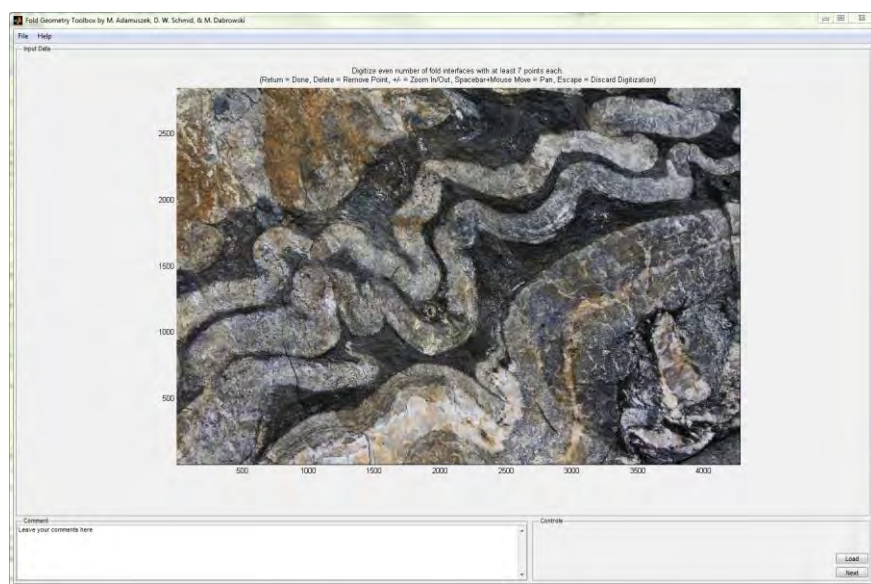 Fold Geometry Toolbox by M. Adamuszek, D. W. Schmid, & M. Dabrowski
File Help
Input Data
Digitize even number of fold interfaces with at least 7 points each.
(Return = Done, Delete = Remove Point, +/- = Zoom In/Out, Spacebar+Mouse Move = Pan, Escape = Discard Digitization)
2500
2000
1500
1000
500
500 1000 1500 2000 2500 3000 3500 4000
Comment
Leave your comments here
Controls
Load
Next